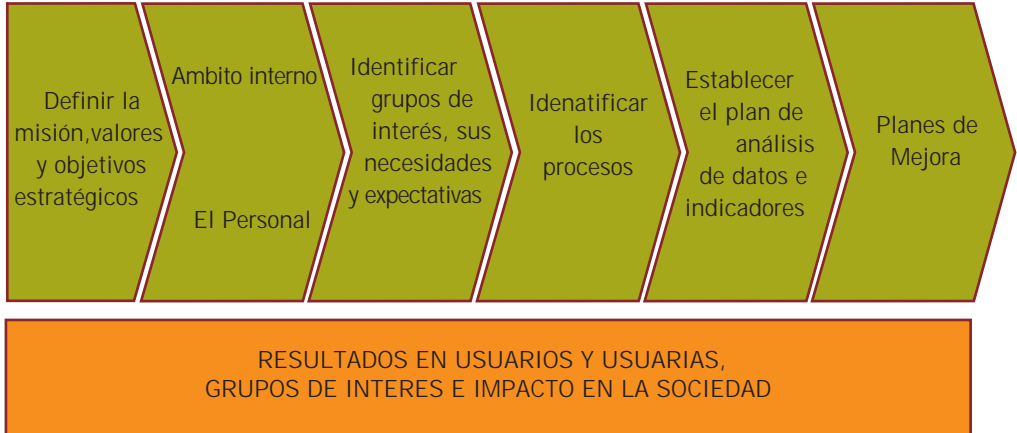 Definir la
misión,valores
y objetivos
estratégicos
Ambito interno
El Personal
Identificar
grupos de
interés, sus
necesidades
y expectativas
Idenatificar
los
procesos
Establecer
el plan de
análisis
de datos e
indicadores
Planes de
Mejora
RESULTADOS EN USUARIOS Y USUARIAS,
GRUPOS DE INTERES E IMPACTO EN LA SOCIEDAD